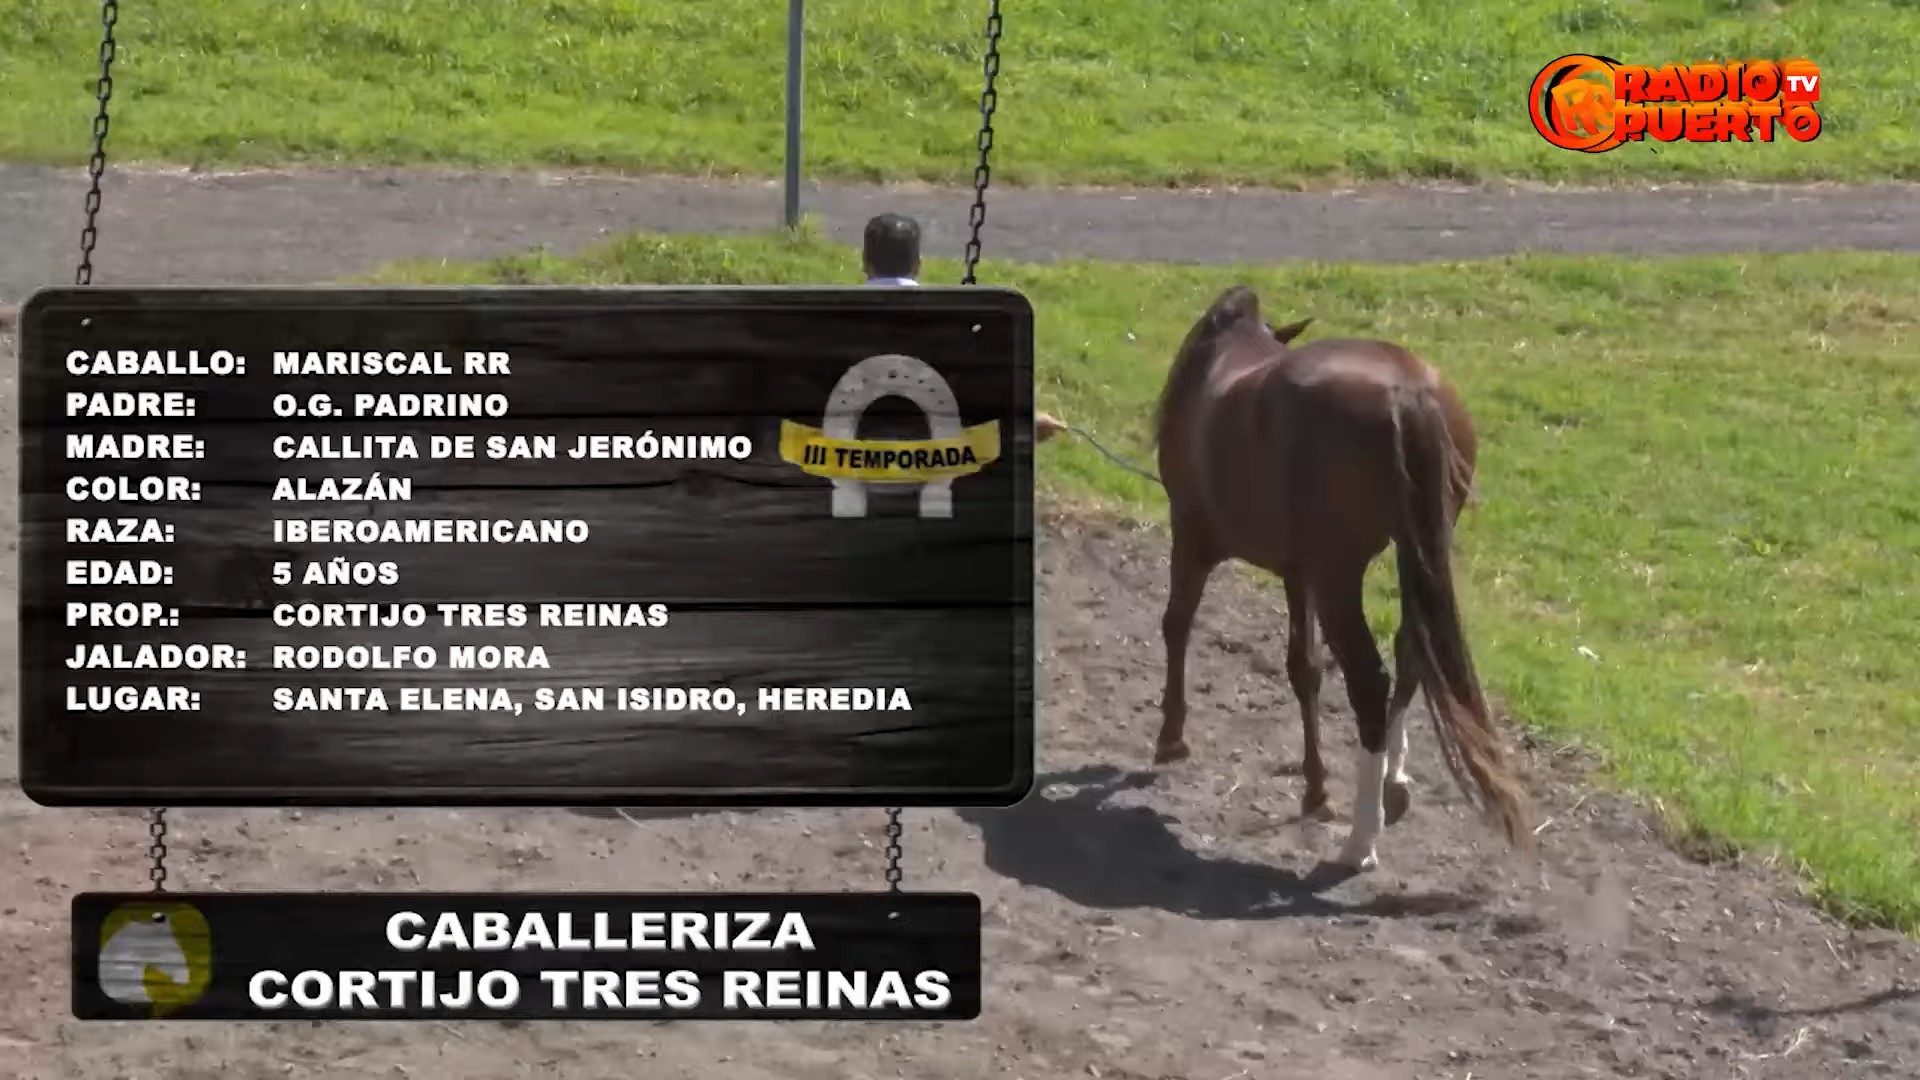 RADIO TV
PUERTO
CABALLO: MARISCAL RR
PADRE: O.G. PADRINO
MADRE: CALLITA DE SAN JERÓNIMO
COLOR: ALAZÁN
RAZA: IBEROAMERICANO
EDAD: 5 AÑOS
PROP.: CORTIJO TRES REINAS
JALADOR: RODOLFO MORA
LUGAR: SANTA ELENA, SAN ISIDRO, HEREDIA
III TEMPORADA
CABALLERIZA
CORTIJO TRES REINAS